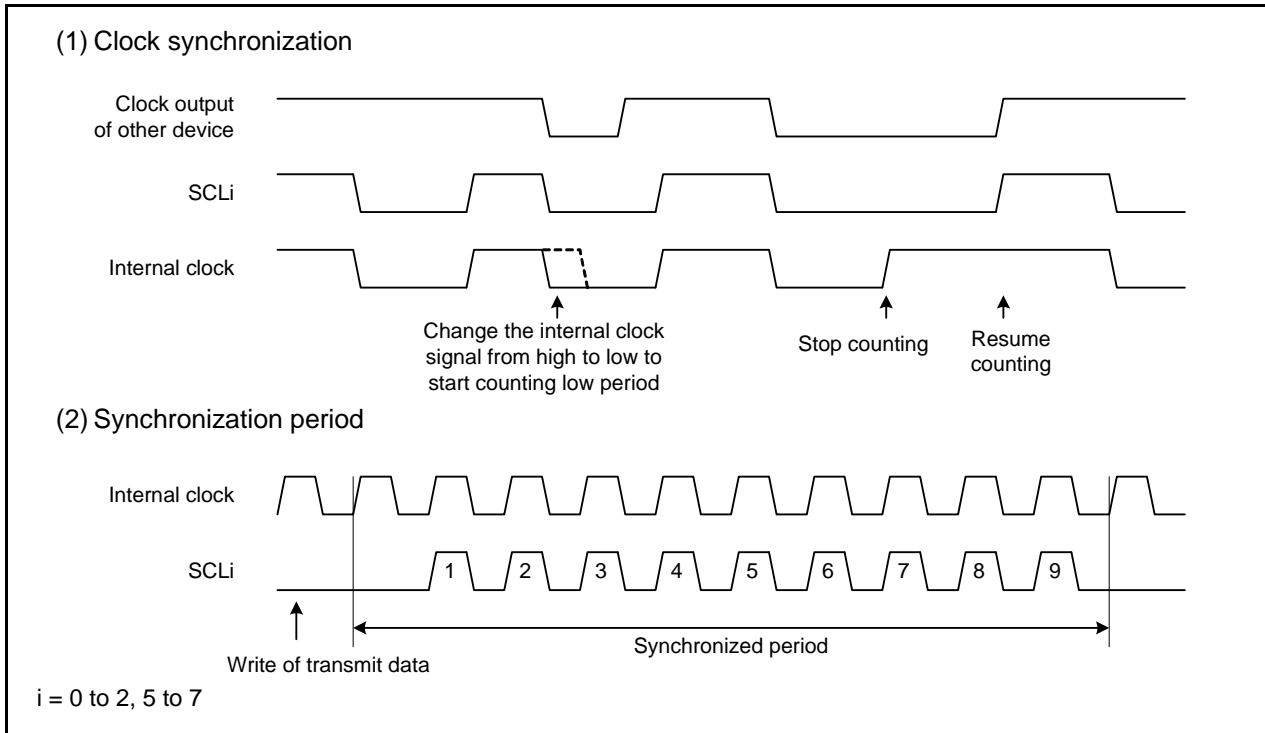 (1) Clock synchronization
Clock output
of other device
SCLi
Internal clock
Change the internal clock
signal from high to low to
start counting low period
Stop counting
Resume
counting
(2) Synchronization period
Internal clock
SCLi
1 2 3 4 5 6 7 8 9
Synchronized period
Write of transmit data
i = 0 to 2, 5 to 7